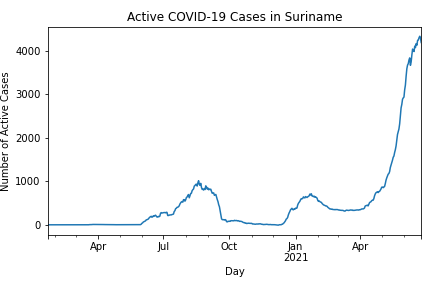 Active COVID-19 Cases in Suriname
Number of Active Cases
4000
3000
2000
1000
0
Apr
Jul
Oct
Jan
2021
Apr
Day